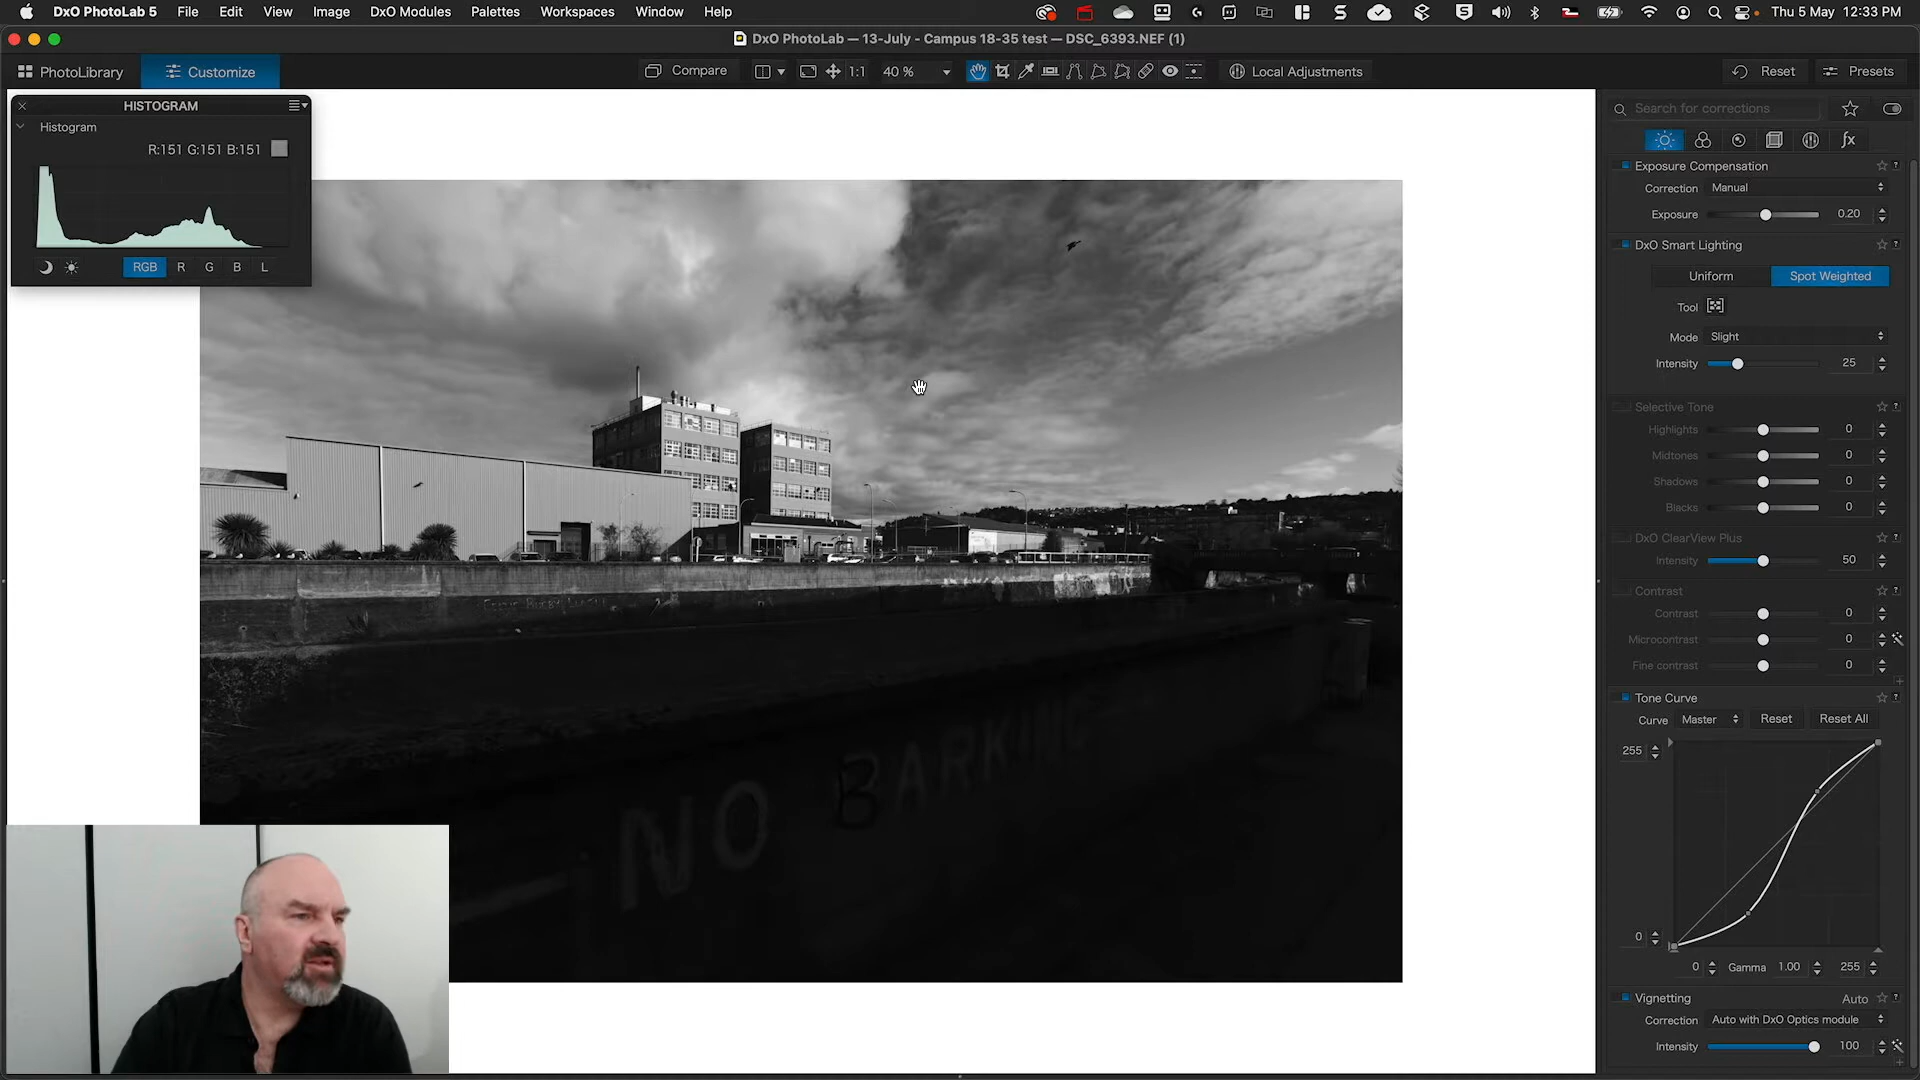 DxO PhotoLab 5 File Edit View Image DxO Modules Palettes Workspaces Window Help Thu 5 May 12:33 PM
DxO PhotoLab — 13-July - Campus 18-35 test — DSC_6393.NEF (1)
PhotoLibrary Customize Compare 1:1 40 % Local Adjustments Reset Presets
HISTOGRAM
Histogram
R:151 G:151 B:151
RGB R G B L
Search for corrections
fx
Exposure Compensation
Correction Manual
Exposure 0.20
DxO Smart Lighting
Uniform Spot Weighted
Tool
Mode Slight
Intensity 25
Selective Tone
Highlights 0
Midtones 0
Shadows 0
Blacks 0
DxO ClearView Plus
Intensity 50
Contrast
Contrast 0
Microcontrast 0
Fine contrast 0
Tone Curve
Curve Master Reset Reset All
255
0
0 Gamma 1.00 255
Vignetting Auto
Correction Auto with DxO Optics module
Intensity 100
NO BARKING